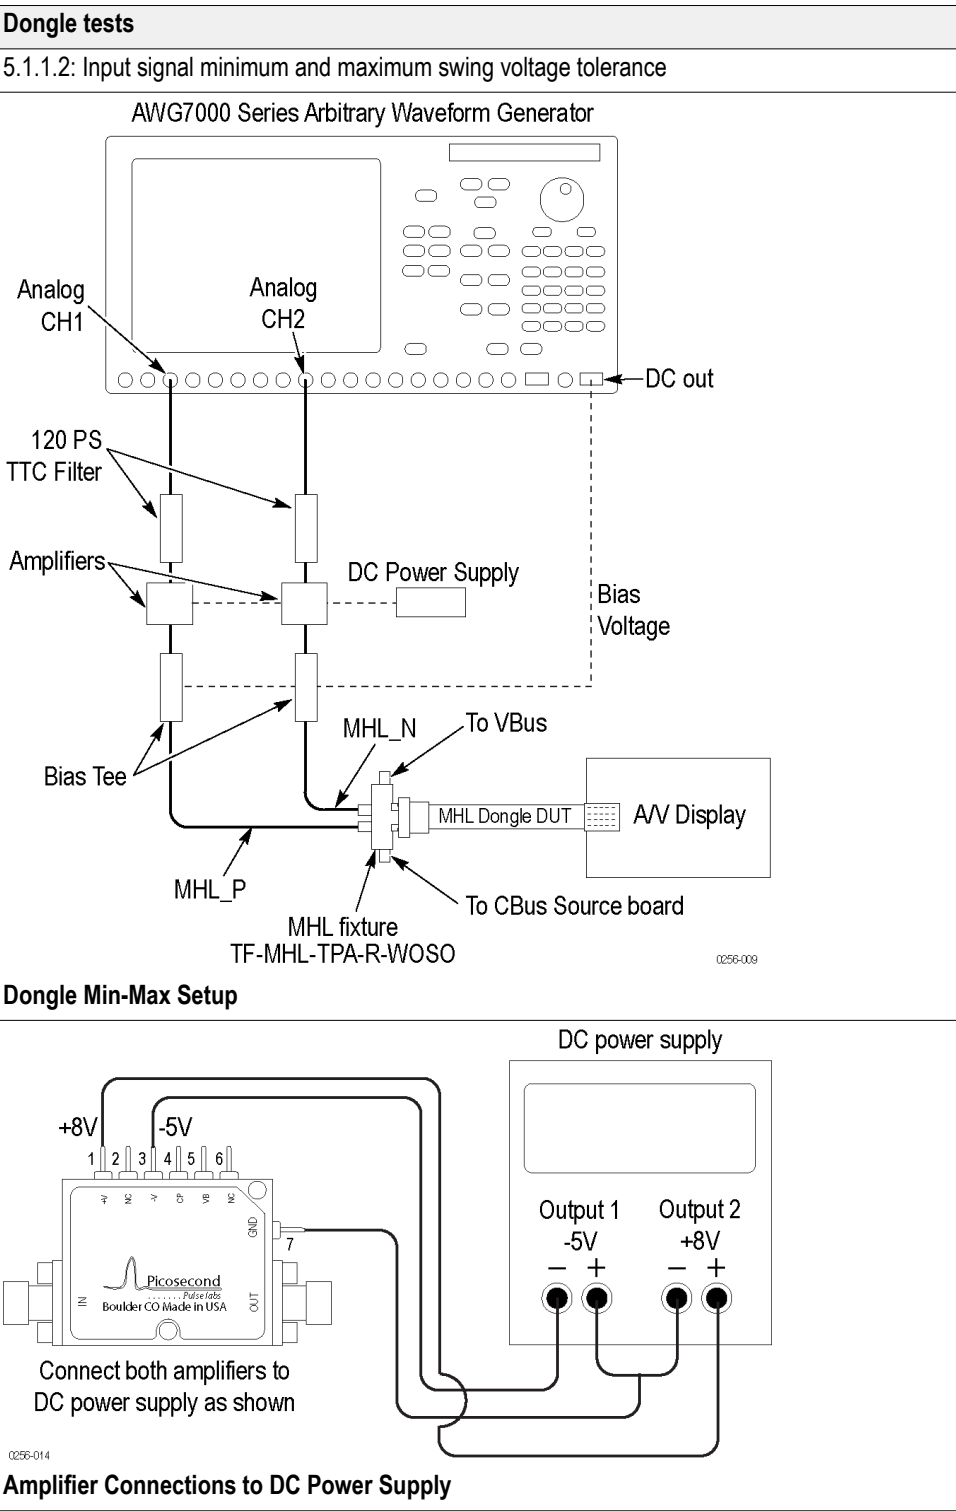 Dongle tests
5.1.1.2: Input signal minimum and maximum swing voltage tolerance
AWG7000 Series Arbitrary Waveform Generator
Analog
CH1
Analog
CH2
DC out
120 PS
TTC Filter
Amplifiers
DC Power Supply
Bias
Voltage
MHL_N
To VBus
Bias Tee
MHL Dongle DUT
A/V Display
MHL_P
To CBus Source board
MHL fixture
TF-MHL-TPA-R-WOSO
0256-009
Dongle Min-Max Setup
DC power supply
+8V
-5V
1 2 3 4 5 6
+V NC -V CP VB NC
GND
7
Output 1
-5V
− +
Output 2
+8V
− +
IN
Picosecond
.......Pulse labs
Boulder CO Made in USA
OUT
Connect both amplifiers to
DC power supply as shown
0256-014
Amplifier Connections to DC Power Supply